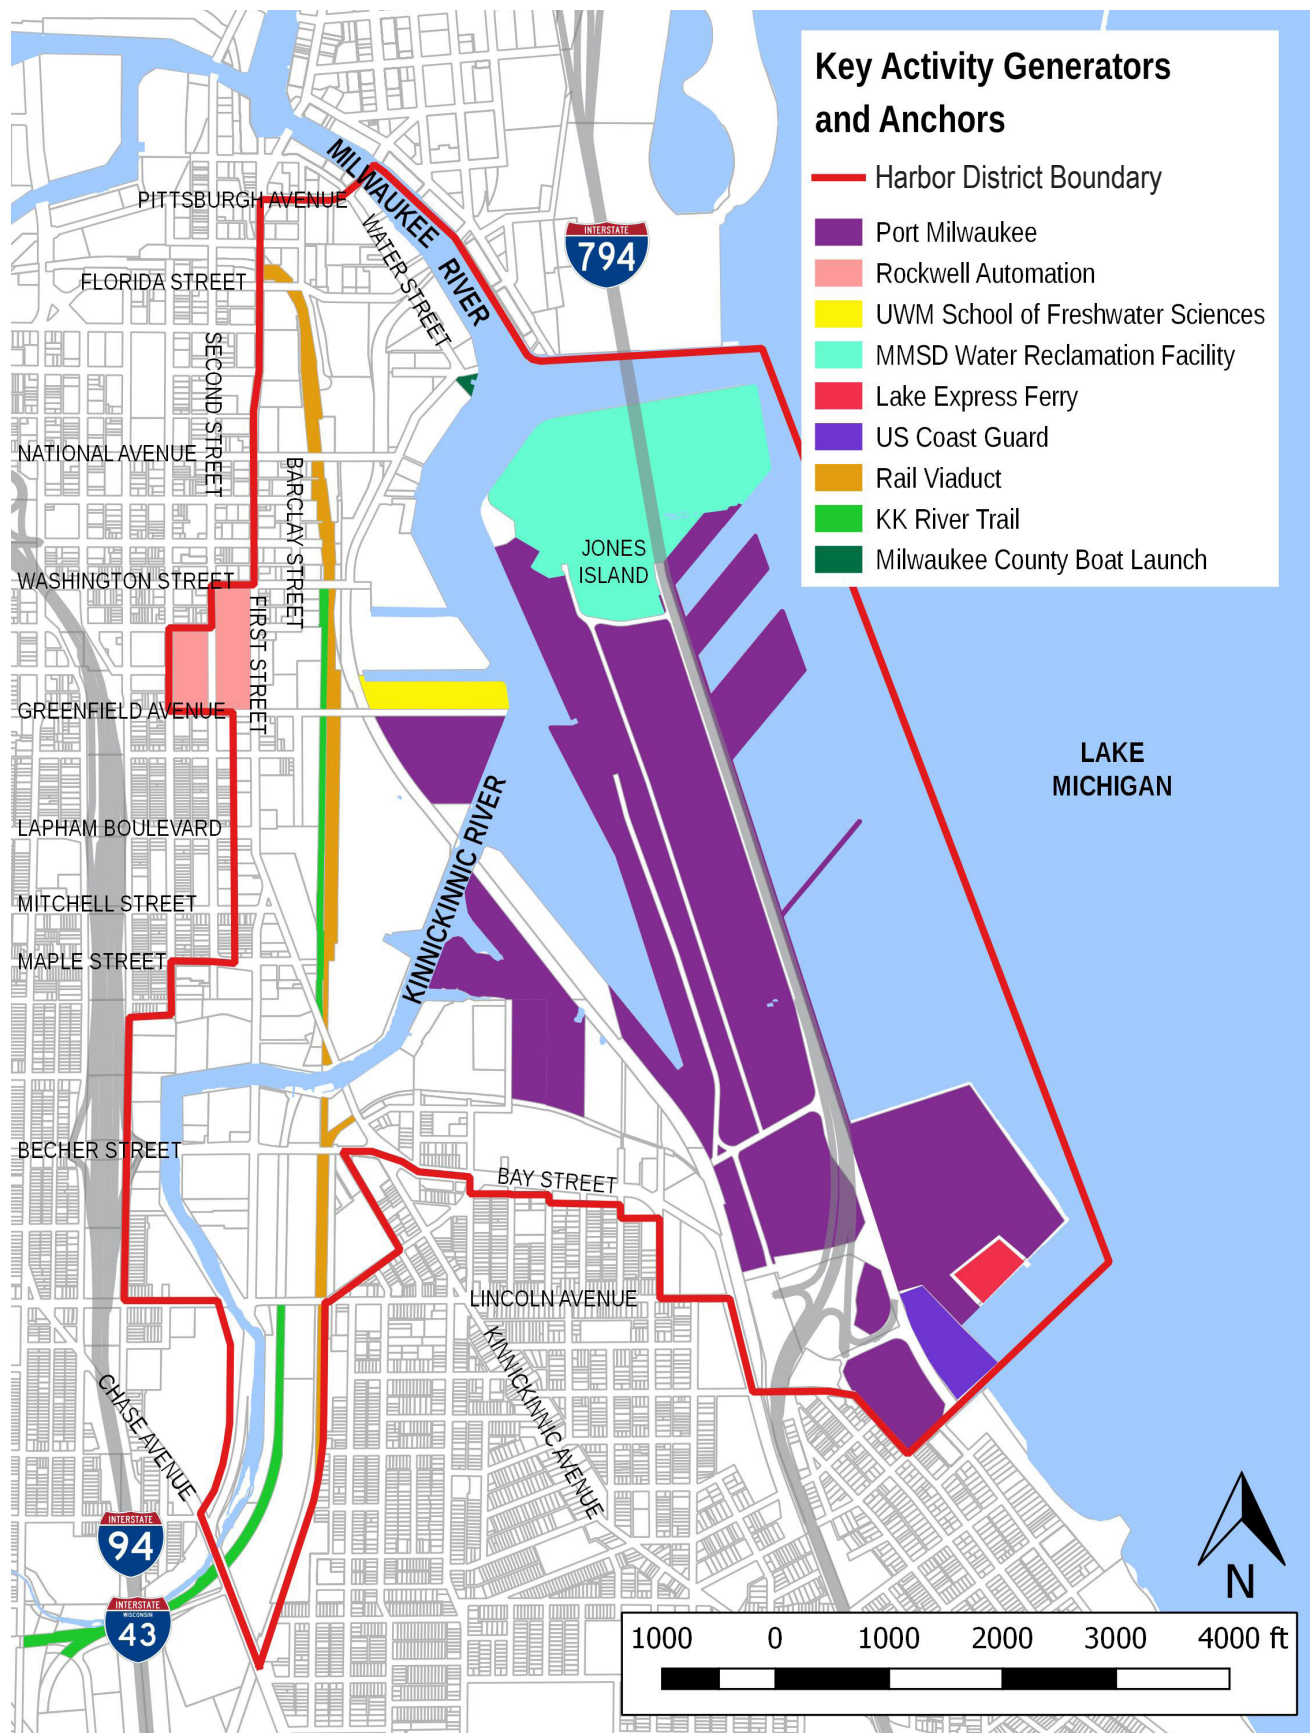 Key Activity Generators
and Anchors
Harbor District Boundary
Port Milwaukee
Rockwell Automation
UWM School of Freshwater Sciences
MMSD Water Reclamation Facility
Lake Express Ferry
US Coast Guard
Rail Viaduct
KK River Trail
Milwaukee County Boat Launch
MILWAUKEE RIVER
PITTSBURGH AVENUE
WATER STREET
INTERSTATE
794
FLORIDA STREET
SECOND STREET
NATIONAL AVENUE
BARCLAY STREET
JONES
ISLAND
WASHINGTON STREET
FIRST STREET
GREENFIELD AVENUE
LAKE
MICHIGAN
KINNICKINNIC RIVER
LAPHAM BOULEVARD
MITCHELL STREET
MAPLE STREET
BECHER STREET
BAY STREET
LINCOLN AVENUE
KINNICKINNIC AVENUE
CHASE AVENUE
INTERSTATE
94
INTERSTATE
WISCONSIN
43
N
1000 0 1000 2000 3000 4000 ft